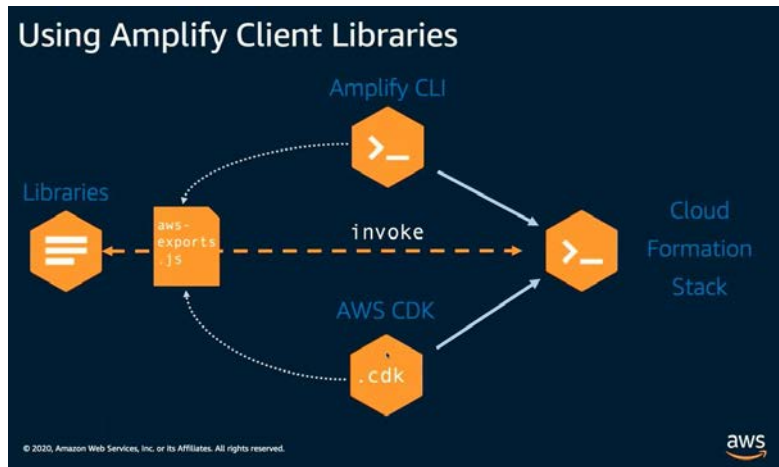 Using Amplify Client Libraries
Amplify CLI
>_
Libraries
aws-
exports
.js
invoke
>_
Cloud
Formation
Stack
AWS CDK
.cdk
© 2020, Amazon Web Services, Inc. or its Affiliates. All rights reserved.
aws